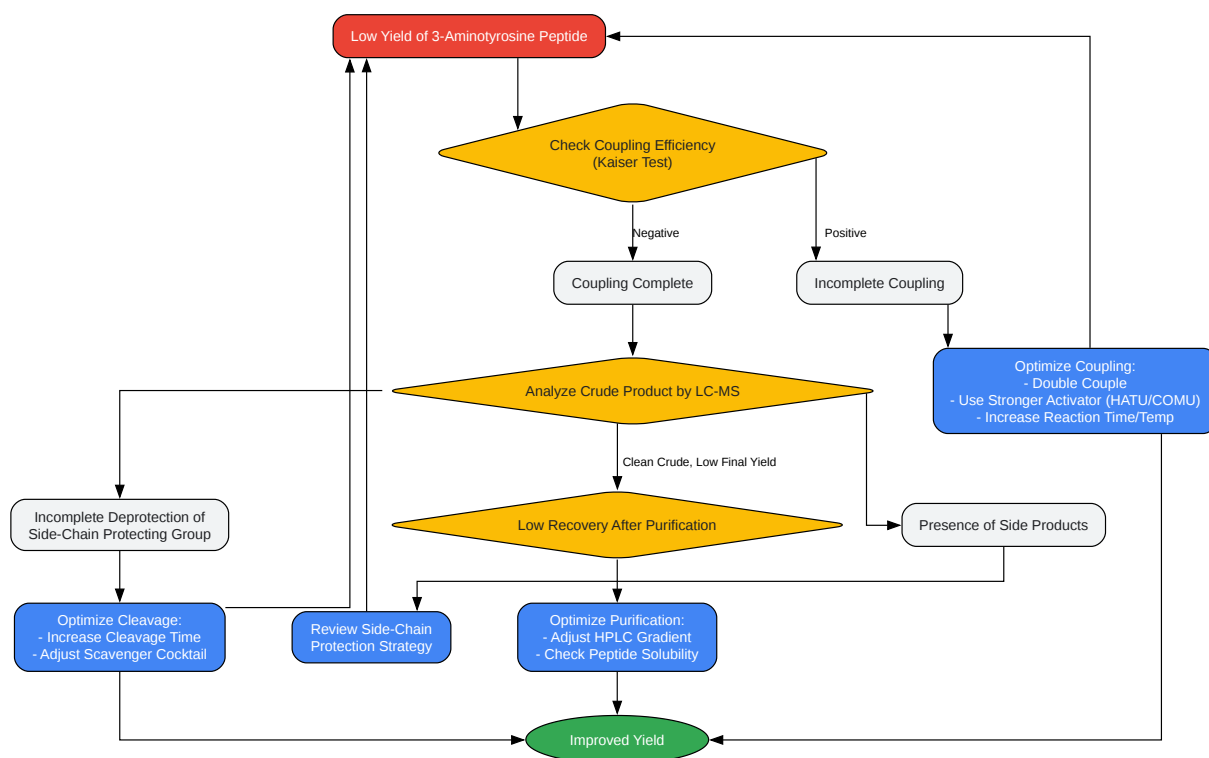 Low Yield of 3-Aminotyrosine Peptide
Check Coupling Efficiency
(Kaiser Test)
Negative
Positive
Coupling Complete
Incomplete Coupling
Analyze Crude Product by LC-MS
Optimize Coupling:
- Double Couple
- Use Stronger Activator (HATU/COMU)
- Increase Reaction Time/Temp
Clean Crude, Low Final Yield
Incomplete Deprotection of
Side-Chain Protecting Group
Low Recovery After Purification
Presence of Side Products
Optimize Cleavage:
- Increase Cleavage Time
- Adjust Scavenger Cocktail
Review Side-Chain
Protection Strategy
Optimize Purification:
- Adjust HPLC Gradient
- Check Peptide Solubility
Improved Yield